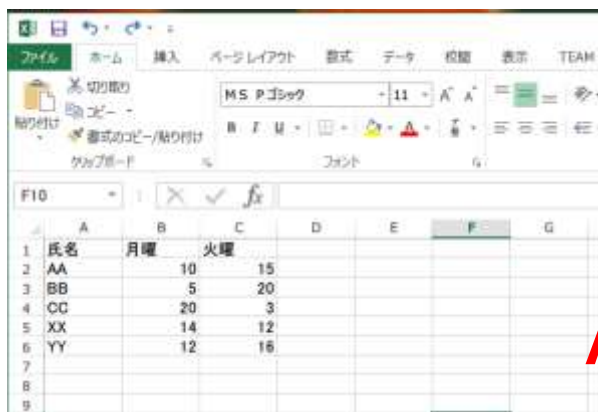 ファイル ホーム 挿入 ページレイアウト 数式 データ 校閲 表示 TEAM
切り取り
コピー
書式のコピー/貼り付け
貼り付け
MS Pゴシック 11
B I U
クリップボード フォント
F10 fx
A B C D E F G
1 氏名 月曜 火曜
2 AA 10 15
3 BB 5 20
4 CC 20 3
5 XX 14 12
6 YY 12 16
7
8
9